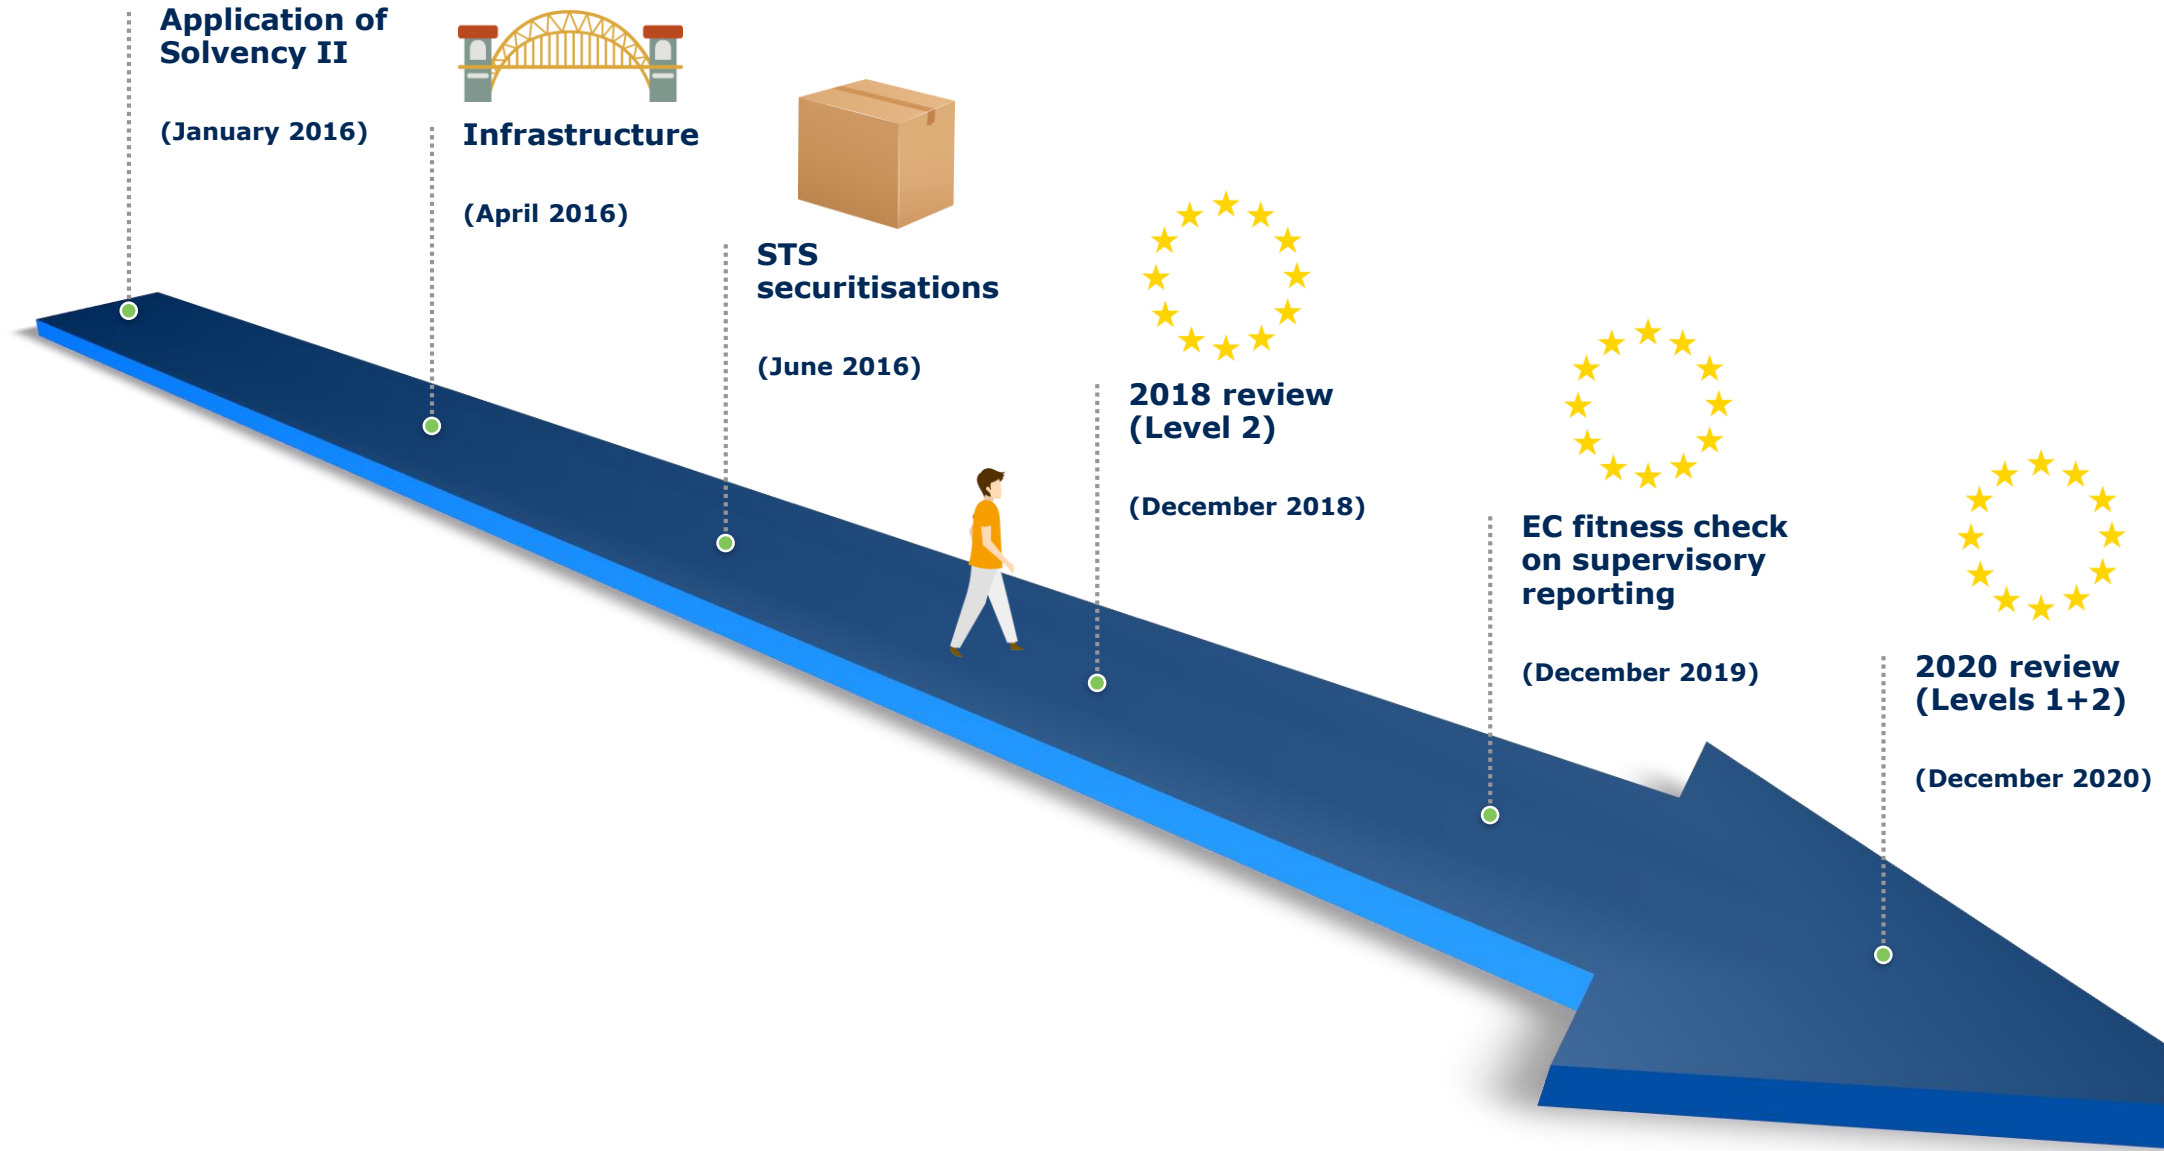 Application of
Solvency II
(January 2016)
Infrastructure
(April 2016)
STS
securitisations
(June 2016)
2018 review
(Level 2)
(December 2018)
EC fitness check
on supervisory
reporting
(December 2019)
2020 review
(Levels 1+2)
(December 2020)